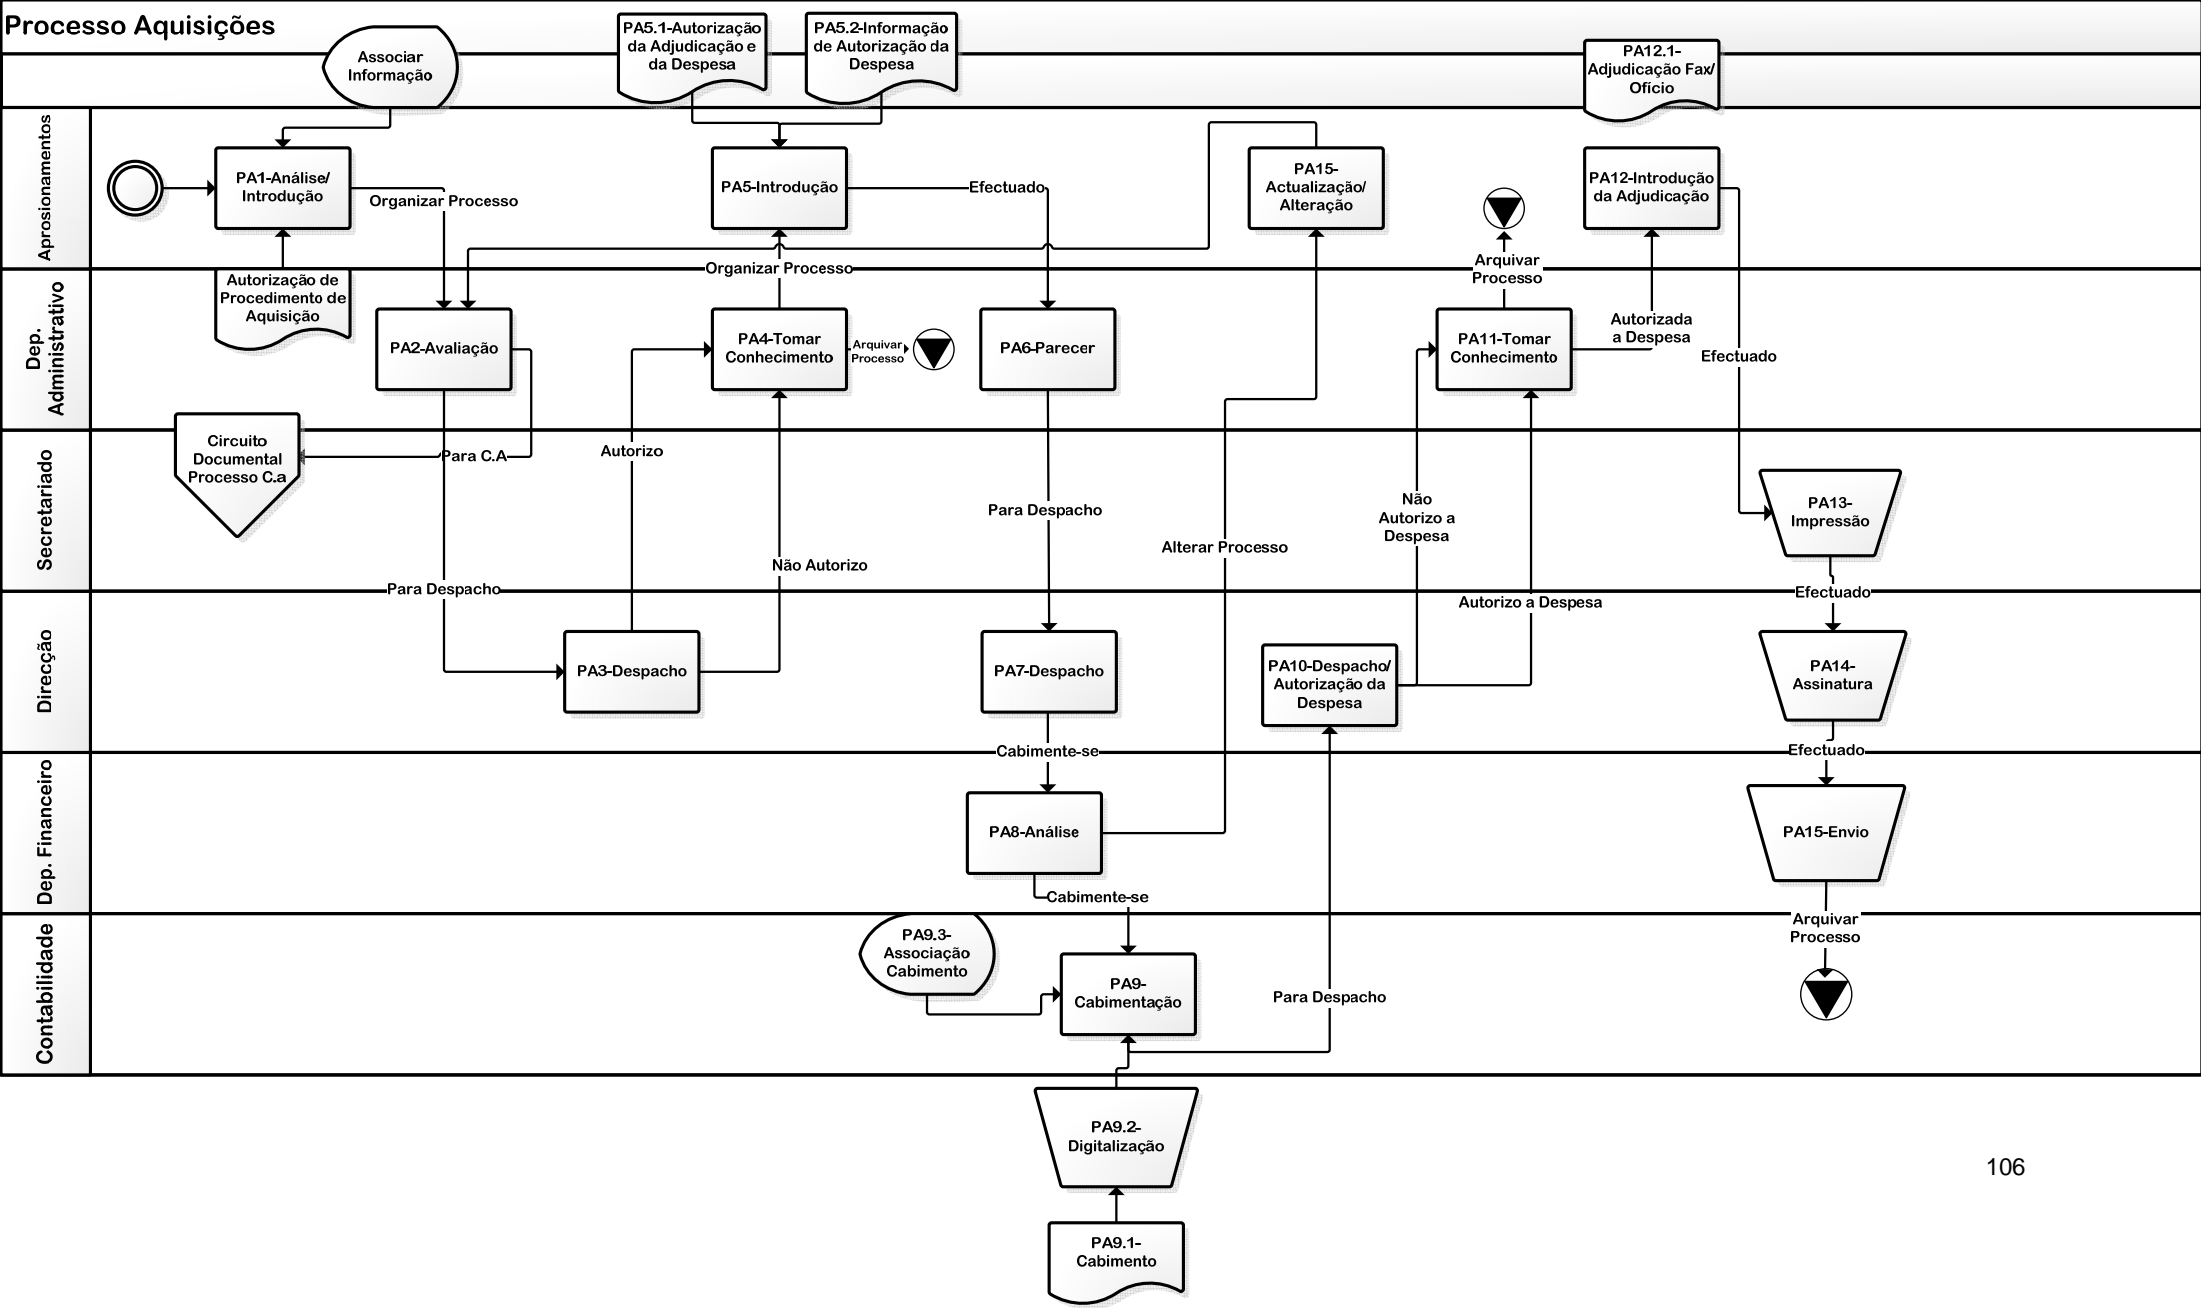 Processo Aquisições
Associar
Informação
PA5.1-Autorização
da Adjudicação e
da Despesa
PA5.2-Informação
de Autorização da
Despesa
PA12.1-
Adjudicação Fax/
Ofício
Aprosionamentos
PA1-Análise/
Introdução
Organizar Processo
PA5-Introdução
Efectuado
PA15-
Actualização/
Alteração
PA12-Introdução
da Adjudicação
Organizar Processo
Arquivar
Processo
Dep.
Administrativo
Autorização de
Procedimento de
Aquisição
PA2-Avaliação
PA4-Tomar
Conhecimento
Arquivar
Processo
PA6-Parecer
PA11-Tomar
Conhecimento
Autorizada
a Despesa
Efectuado
Secretariado
Circuito
Documental
Processo C.a
Para C.A
Autorizo
Para Despacho
Não
Autorizo a
Despesa
PA13-
Impressão
Alterar Processo
Não Autorizo
Para Despacho
Efectuado
Autorizo a Despesa
Direcção
PA3-Despacho
PA7-Despacho
PA10-Despacho/
Autorização da
Despesa
PA14-
Assinatura
Cabimente-se
Efectuado
Dep. Financeiro
PA8-Análise
PA15-Envio
Cabimente-se
Contabilidade
PA9.3-
Associação
Cabimento
PA9-
Cabimentação
Para Despacho
Arquivar
Processo
PA9.2-
Digitalização
106
PA9.1-
Cabimento